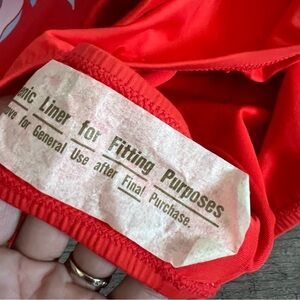 Liner for Fitting Purposes
for General Use after Final Purchase.